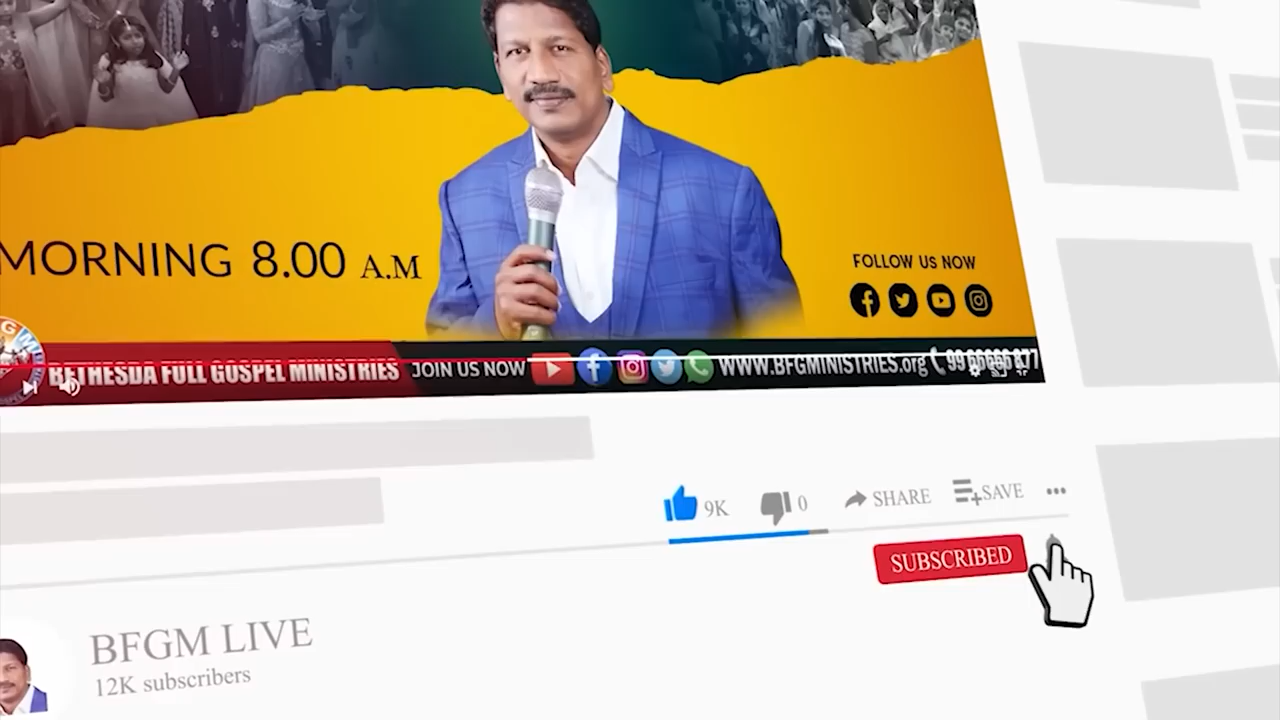 MORNING 8.00 A.M
FOLLOW US NOW
BETHESDA FULL GOSPEL MINISTRIES
JOIN US NOW
WWW.BFGMINISTRIES.org
9K
0
SHARE
SAVE
SUBSCRIBED
BFGM LIVE
12K subscribers